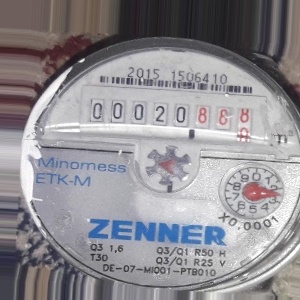 2015 1506410
00020
Minomess
ETK-M
X0.0001
ZENNER
Q3 1,6 Q3/Q1 R50 H
T30 Q3/Q1 R25 V
DE-07-MI001-PTB010